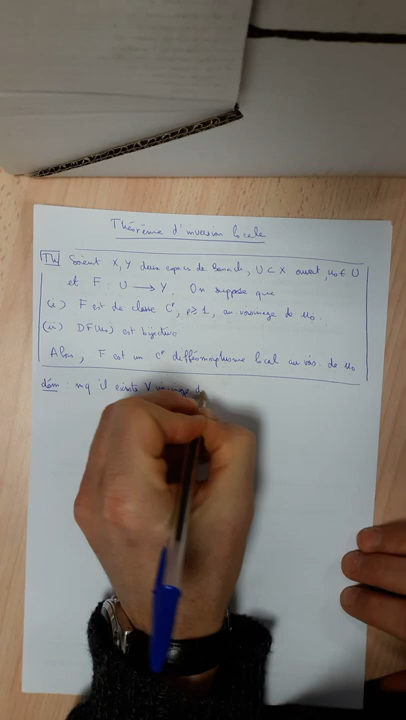 Théorème d'inversion locale
Th Soient X, Y deux espaces de Banach, U ⊂ X ouvert, u₀ ∈ U
et F : U → Y. On suppose que
(i) F est de classe Cᵖ, p ≥ 1, au voisinage de u₀.
(ii) DF(u₀) est bijective.
Alors, F est un Cᵖ difféomorphisme local au vois. de u₀
dém : mq il existe V voisinage d